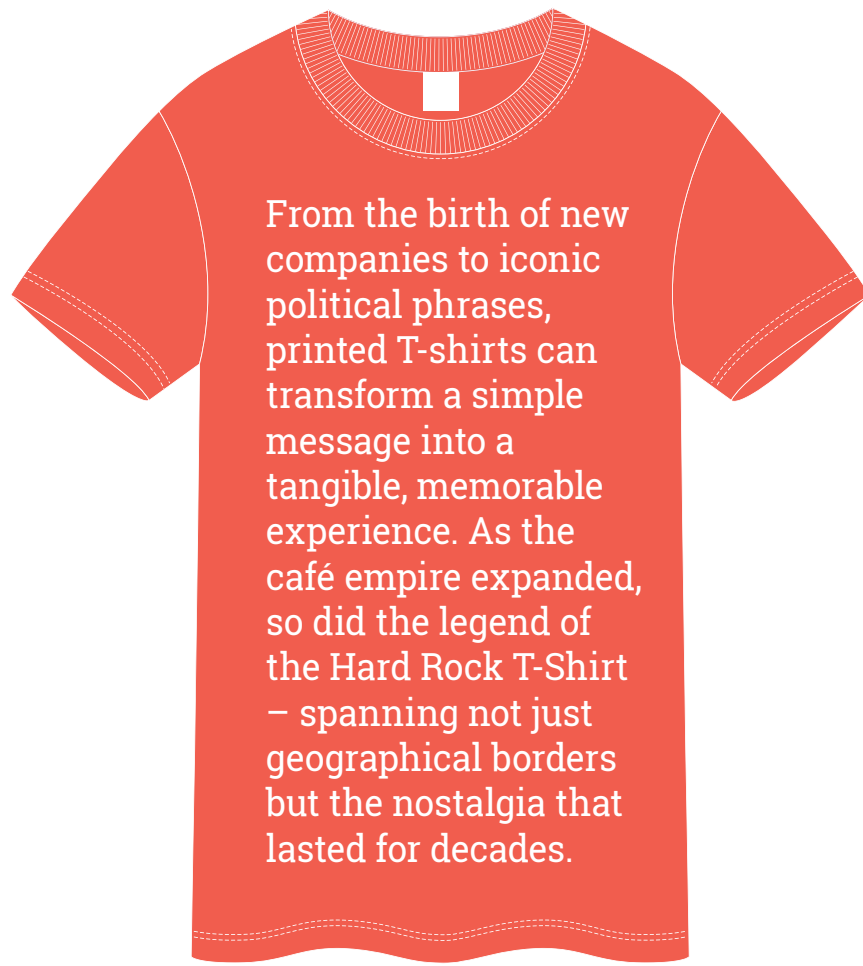 From the birth of new
companies to iconic
political phrases,
printed T-shirts can
transform a simple
message into a
tangible, memorable
experience. As the
café empire expanded,
so did the legend of
the Hard Rock T-Shirt
– spanning not just
geographical borders
but the nostalgia that
lasted for decades.